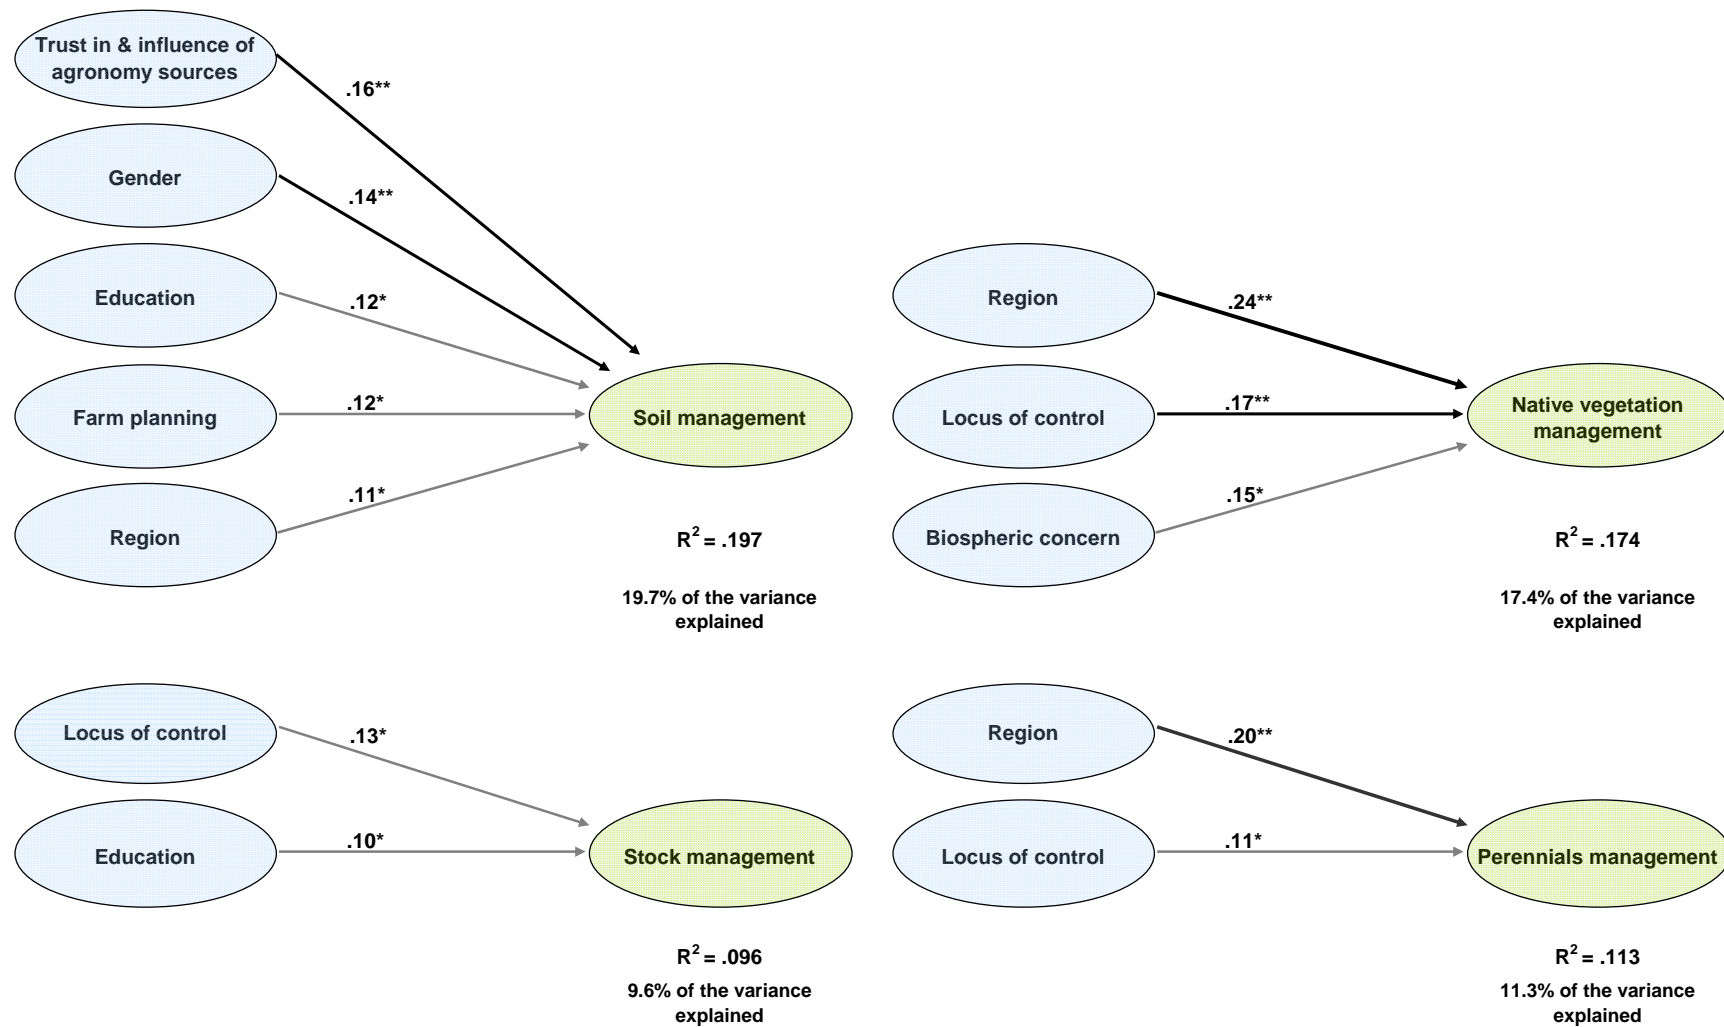 Trust in & influence of
agronomy sources
.16**
Gender
.14**
Education
.12*
Farm planning
.12*
Region
.11*
Soil management
R² = .197
19.7% of the variance
explained
Region
.24**
Locus of control
.17**
Biospheric concern
.15*
Native vegetation
management
R² = .174
17.4% of the variance
explained
Locus of control
.13*
Education
.10*
Stock management
R² = .096
9.6% of the variance
explained
Region
.20**
Locus of control
.11*
Perennials management
R² = .113
11.3% of the variance
explained